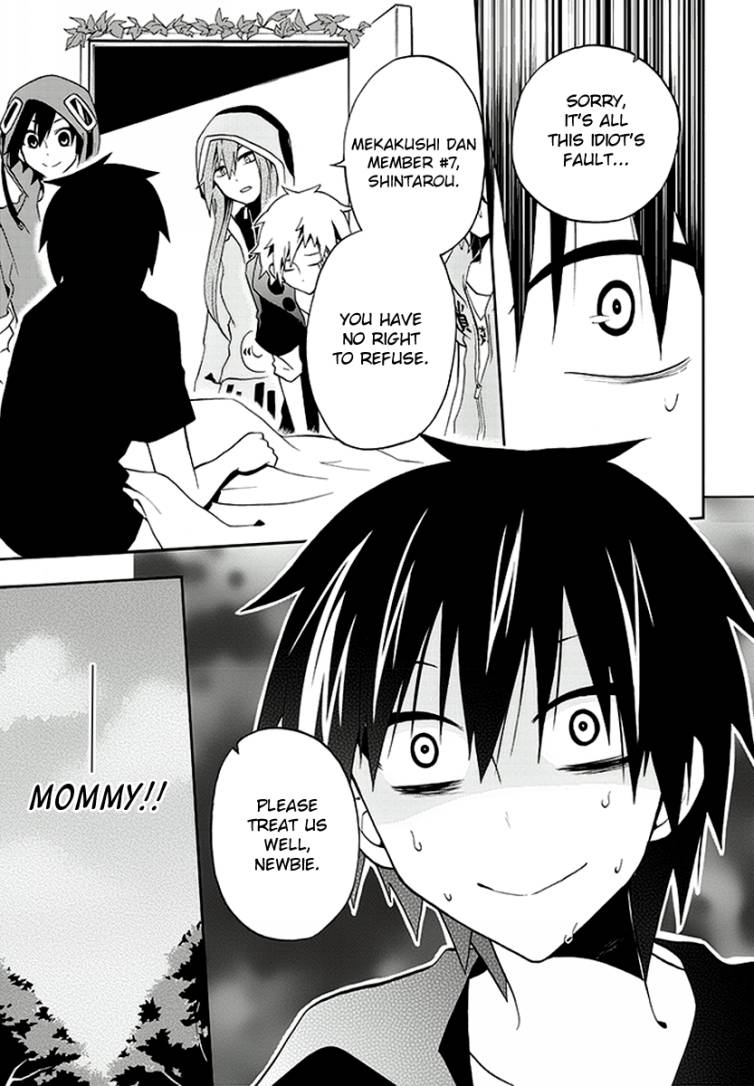 SORRY,
IT'S ALL
THIS IDIOT'S
FAULT...
MEKAKUSHI DAN
MEMBER #7,
SHINTAROU.
YOU HAVE
NO RIGHT
TO REFUSE.
PLEASE
TREAT US
WELL,
NEWBIE.
MOMMY!!